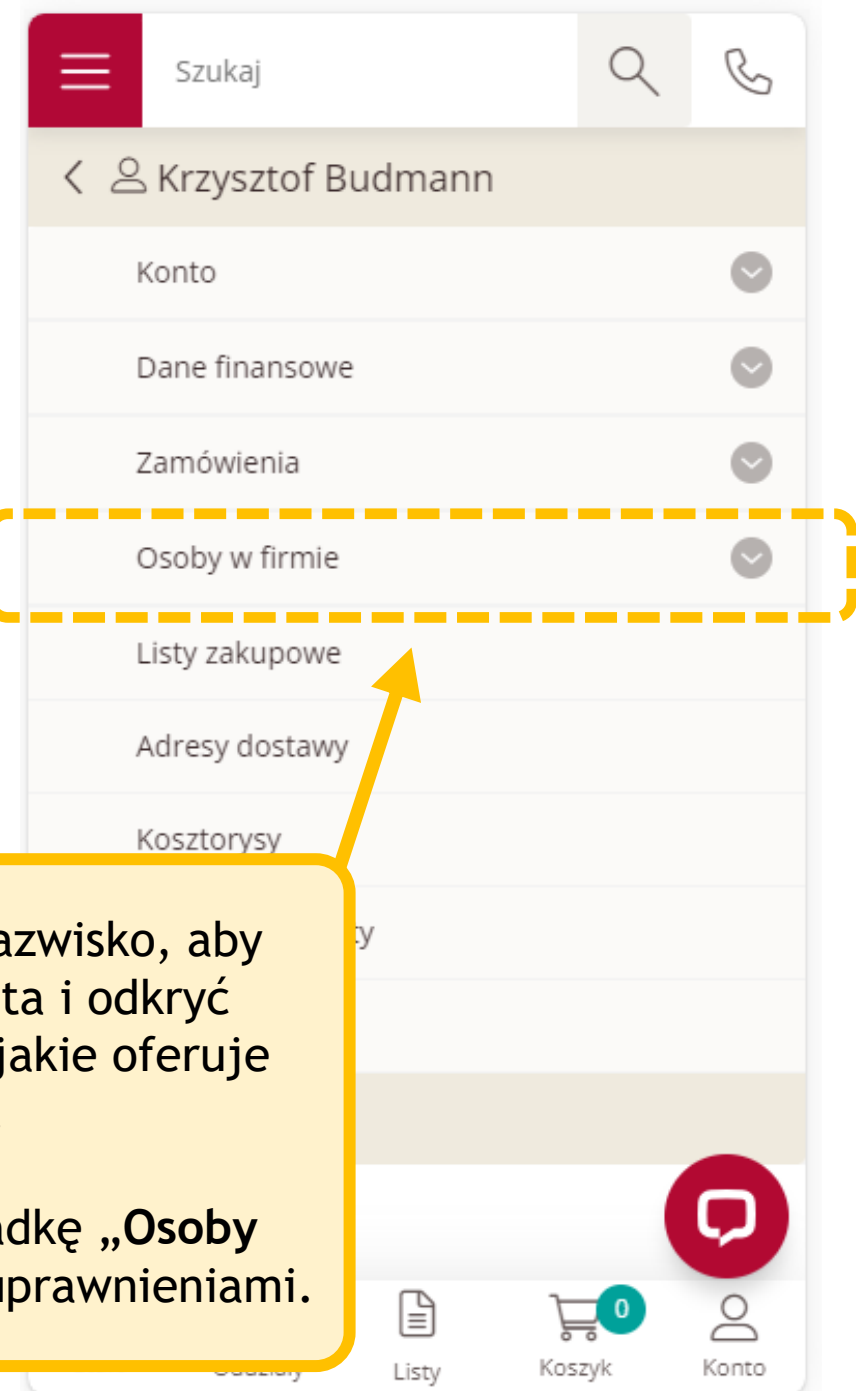 Szukaj
Krzysztof Budmann
Konto
Dane finansowe
Zamówienia
Osoby w firmie
Listy zakupowe
Adresy dostawy
Kosztorysy
azwisko, aby
ta i odkryć
jakie oferuje
adkę „Osoby
uprawnieniami.
0
Listy
Koszyk
Konto